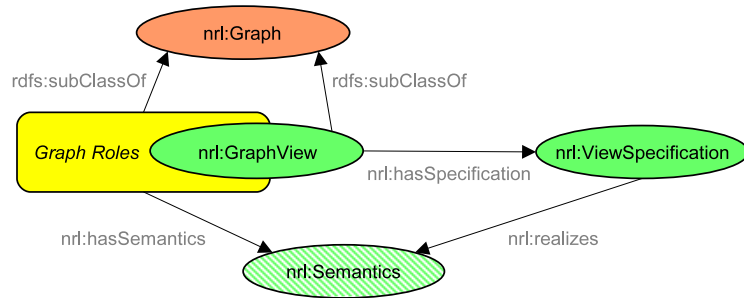 nrl:Graph
rdfs:subClassOf
rdfs:subClassOf
Graph Roles
nrl:GraphView
nrl:ViewSpecification
nrl:hasSpecification
nrl:hasSemantics
nrl:realizes
nrl:Semantics